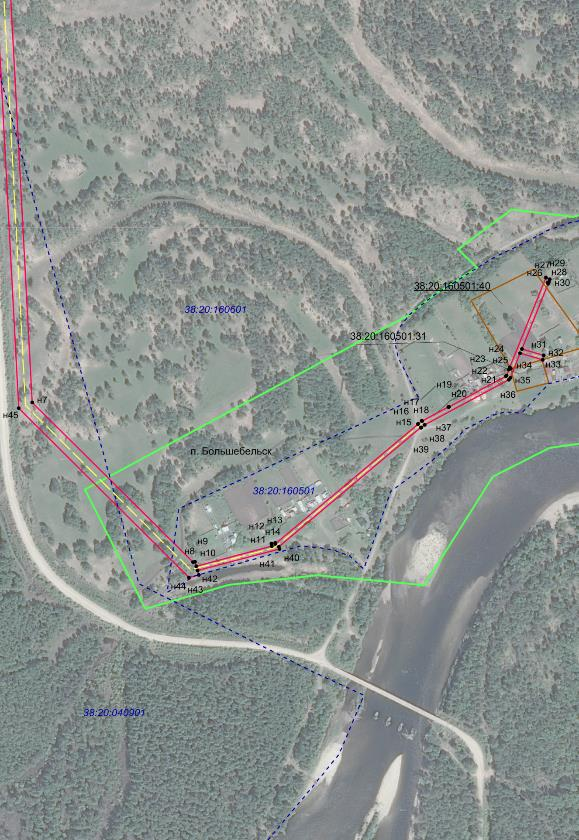 н27 н29
н26 н28
н30
38:20:160501:40
38:20:160601
38:20:160501:31
н31
н24
н23 н25
н32
н33
н22
н34
н21
н35
н36
н19
н20
н17
н16 н18
н15
н37
н38
н39
н7
н45
п. Большебельск
38:20:160501
н13
н12
н14
н11
н9
н8 н10
н40
н41
н42
н44
н43
38:20:040901